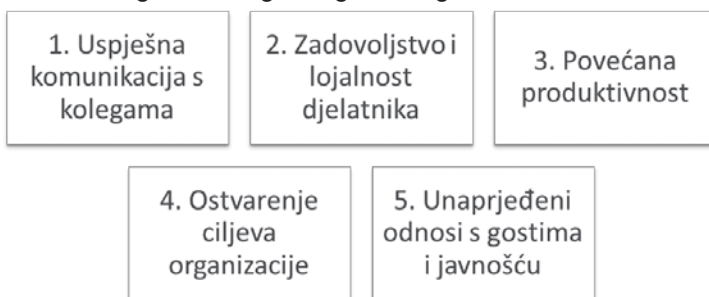 1. Uspješna
komunikacija s
kolegama
2. Zadovoljstvo i
lojalnost
djelatnika
3. Povećana
produktivnost
4. Ostvarenje
ciljeva
organizacije
5. Unaprjeđeni
odnosi s gostima
i javnošću